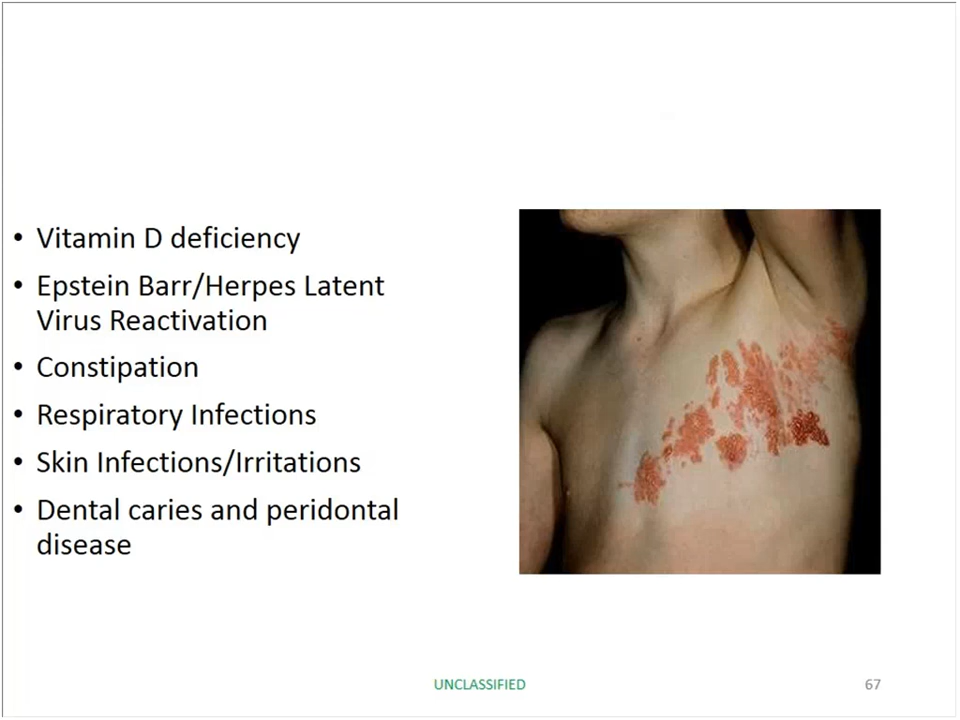 • Vitamin D deficiency
• Epstein Barr/Herpes Latent
Virus Reactivation
• Constipation
• Respiratory Infections
• Skin Infections/Irritations
• Dental caries and peridontal
disease
UNCLASSIFIED
67